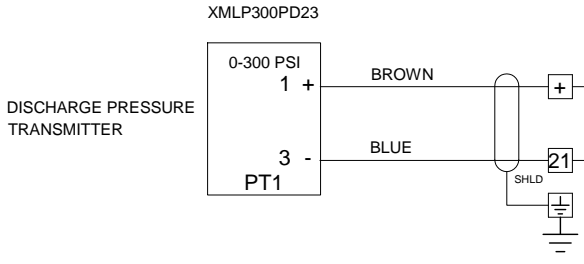 XMLP300PD23
0-300 PSI
1 +
BROWN
+
DISCHARGE PRESSURE
TRANSMITTER
3 -
BLUE
21
PT1
SHLD